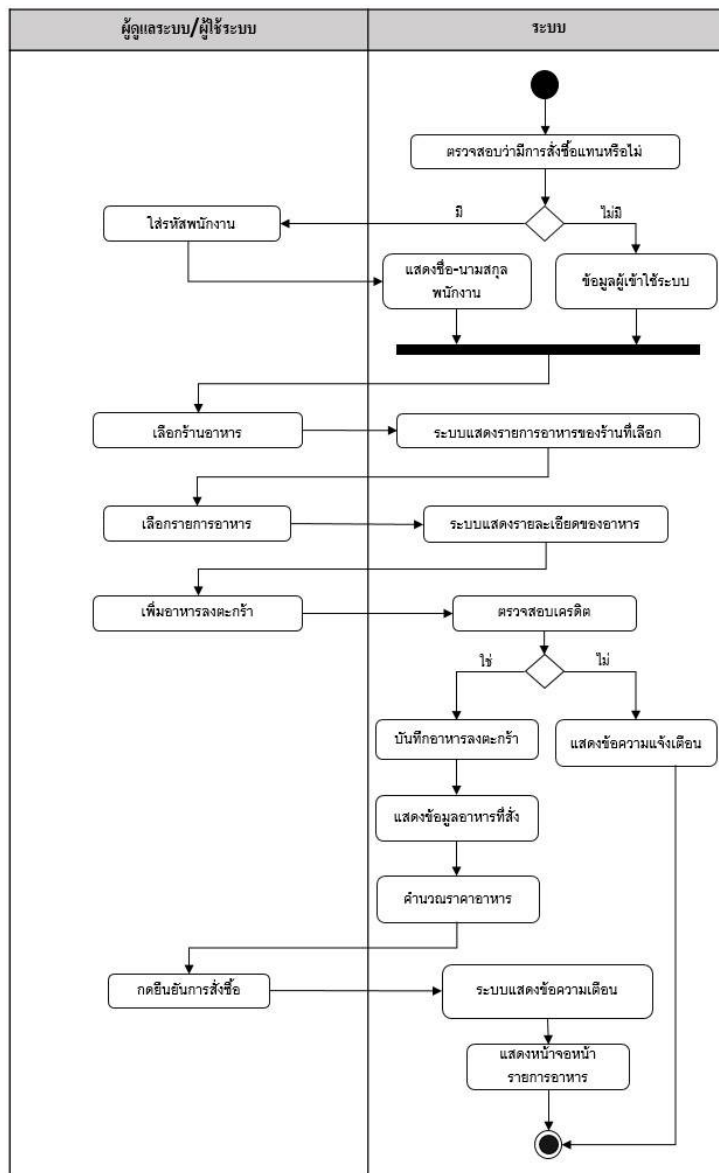 ผู้ดูแลระบบ/ผู้ใช้ระบบ
ระบบ
ตรวจสอบว่ามีการสั่งซื้อแทนหรือไม่
มี
ไม่มี
ใส่รหัสพนักงาน
แสดงชื่อ-นามสกุล
พนักงาน
ข้อมูลผู้เข้าใช้ระบบ
เลือกร้านอาหาร
ระบบแสดงรายการอาหารของร้านที่เลือก
เลือกรายการอาหาร
ระบบแสดงรายละเอียดของอาหาร
เพิ่มอาหารลงตะกร้า
ตรวจสอบเครดิต
ใช่
ไม่
บันทึกอาหารลงตะกร้า
แสดงข้อความแจ้งเตือน
แสดงข้อมูลอาหารที่สั่ง
คำนวณราคาอาหาร
กดยืนยันการสั่งซื้อ
ระบบแสดงข้อความเตือน
แสดงหน้าจอหน้า
รายการอาหาร